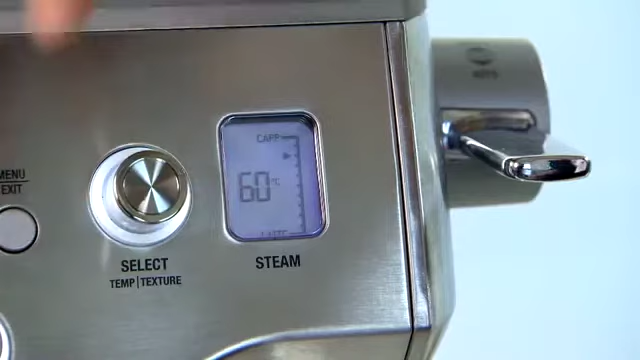 MENU
EXIT
SELECT
TEMP|TEXTURE
CAPP
60°C
LATTE
STEAM